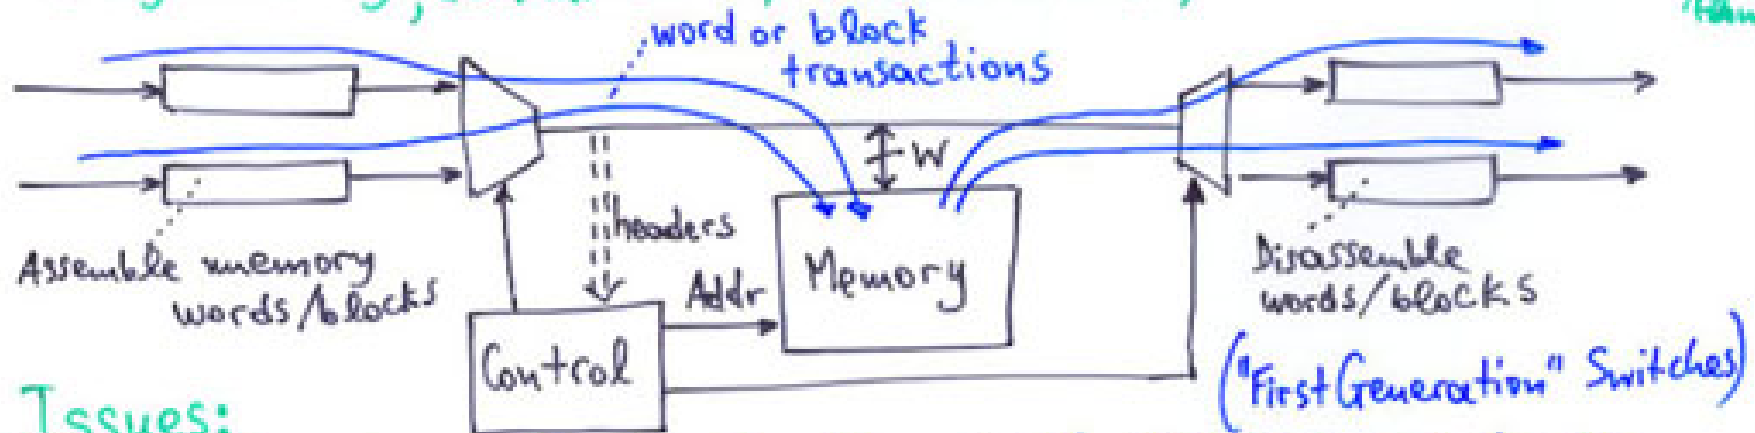 word or block
transactions
W
headers
Assemble memory
words/blocks
Addr
Memory
Control
Disassemble
words/blocks
("First Generation" Switches)
Issues: